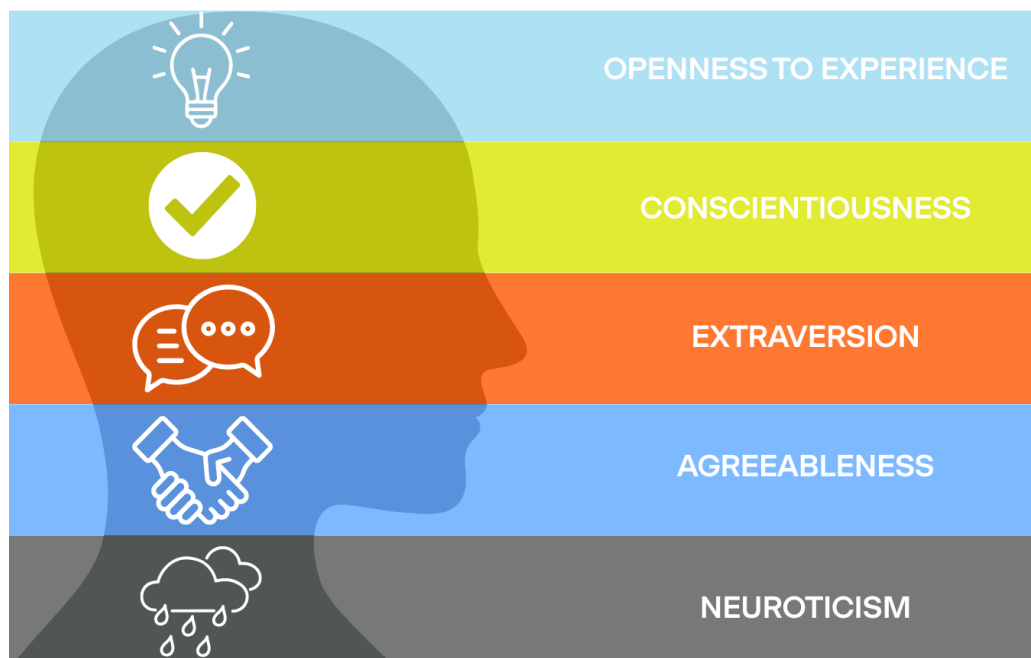 OPENNESS TO EXPERIENCE
CONSCIENTIOUSNESS
EXTRAVERSION
AGREEABLENESS
NEUROTICISM